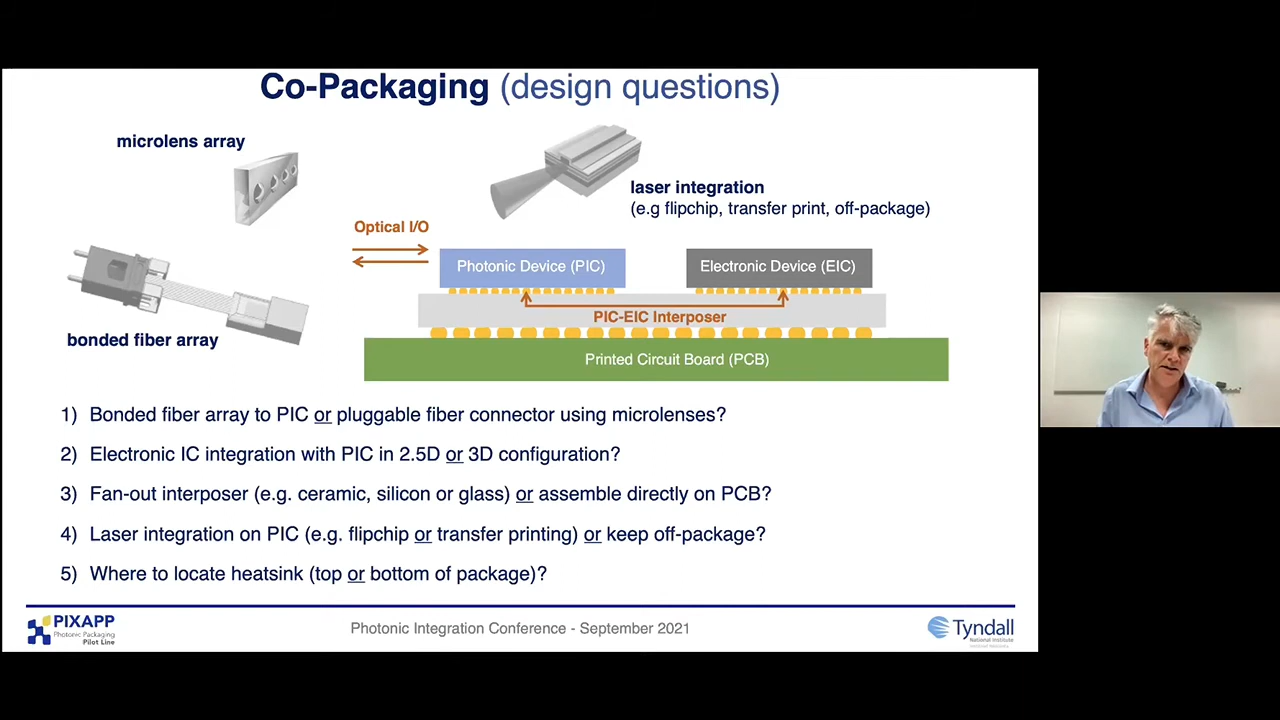 Co-Packaging (design questions)
microlens array
laser integration
(e.g flipchip, transfer print, off-package)
Optical I/O
Photonic Device (PIC)
Electronic Device (EIC)
PIC-EIC Interposer
bonded fiber array
Printed Circuit Board (PCB)
1) Bonded fiber array to PIC or pluggable fiber connector using microlenses?
2) Electronic IC integration with PIC in 2.5D or 3D configuration?
3) Fan-out interposer (e.g. ceramic, silicon or glass) or assemble directly on PCB?
4) Laser integration on PIC (e.g. flipchip or transfer printing) or keep off-package?
5) Where to locate heatsink (top or bottom of package)?
PIXAPP
Photonic Packaging
Pilot Line
Photonic Integration Conference - September 2021
Tyndall
National Institute